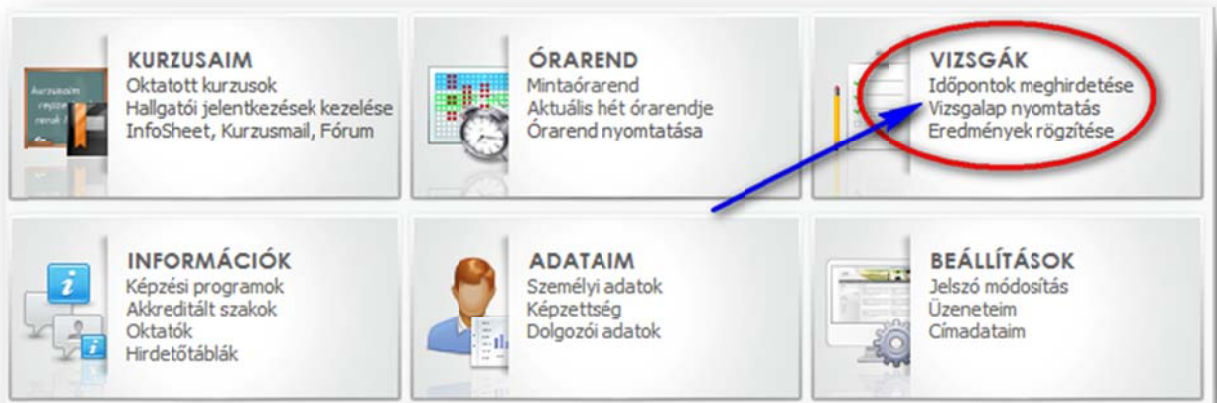 KURZUSAIM
Oktatott kurzusok
Hallgatói jelentkezések kezelése
InfoSheet, Kurzusmail, Fórum
ÓRAREND
Mintaórarend
Aktuális hét órarendje
Órarend nyomtatása
VIZSGÁK
Időpontok meghirdetése
Vizsgalap nyomtatás
Eredmények rögzítése
INFORMÁCIÓK
Képzési programok
Akkreditált szakok
Oktatók
Hirdetőtáblák
ADATAIM
Személyi adatok
Képzettség
Dolgozói adatok
BEÁLLÍTÁSOK
Jelszó módosítás
Üzeneteim
Címadataim